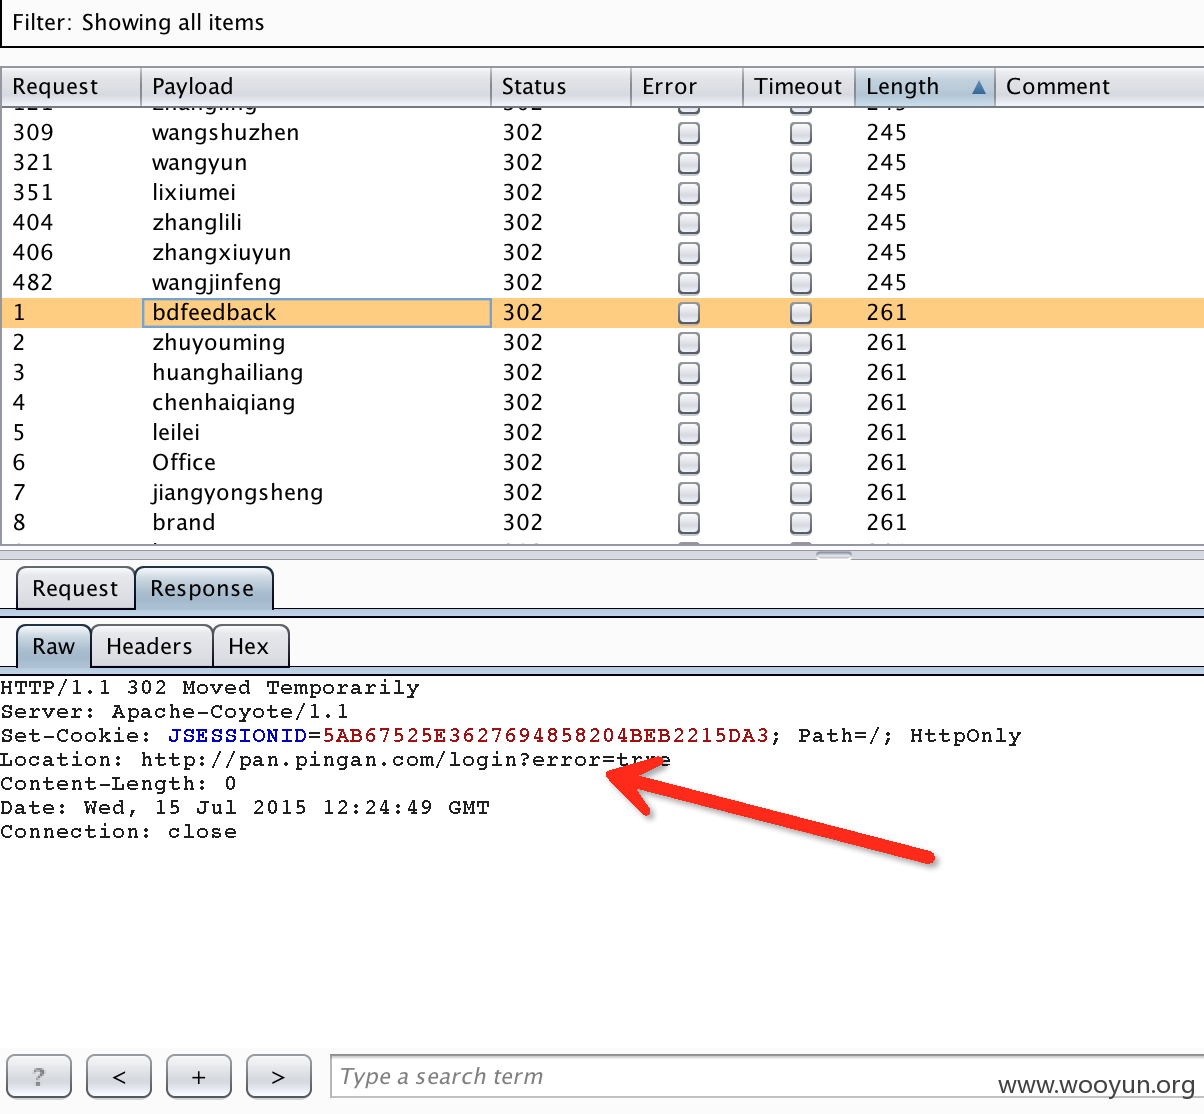 Filter: Showing all items
Request Payload Status Error Timeout Length Comment
309 wangshuzhen 302 245
321 wangyun 302 245
351 lixiumei 302 245
404 zhanglili 302 245
406 zhangxiuyun 302 245
482 wangjinfeng 302 245
1 bdfeedback 302 261
2 zhuyouming 302 261
3 huanghailiang 302 261
4 chenhaiqiang 302 261
5 leilei 302 261
6 Office 302 261
7 jiangyongsheng 302 261
8 brand 302 261
Request Response
Raw Headers Hex
HTTP/1.1 302 Moved Temporarily
Server: Apache-Coyote/1.1
Set-Cookie: JSESSIONID=5AB67525E3627694858204BEB2215DA3; Path=/; HttpOnly
Location: http://pan.pingan.com/login?error=true
Content-Length: 0
Date: Wed, 15 Jul 2015 12:24:49 GMT
Connection: close
? < + > Type a search term
www.wooyun.org